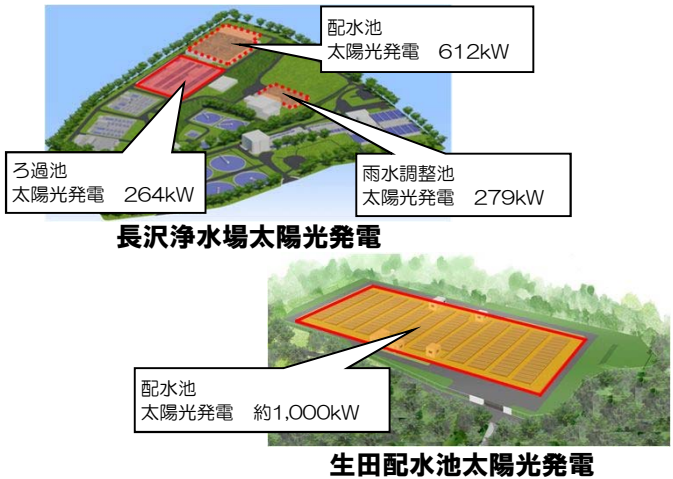 配水池
太陽光発電　612kW
ろ過池
太陽光発電　264kW
雨水調整池
太陽光発電　279kW
長沢浄水場太陽光発電
配水池
太陽光発電　約1,000kW
生田配水池太陽光発電